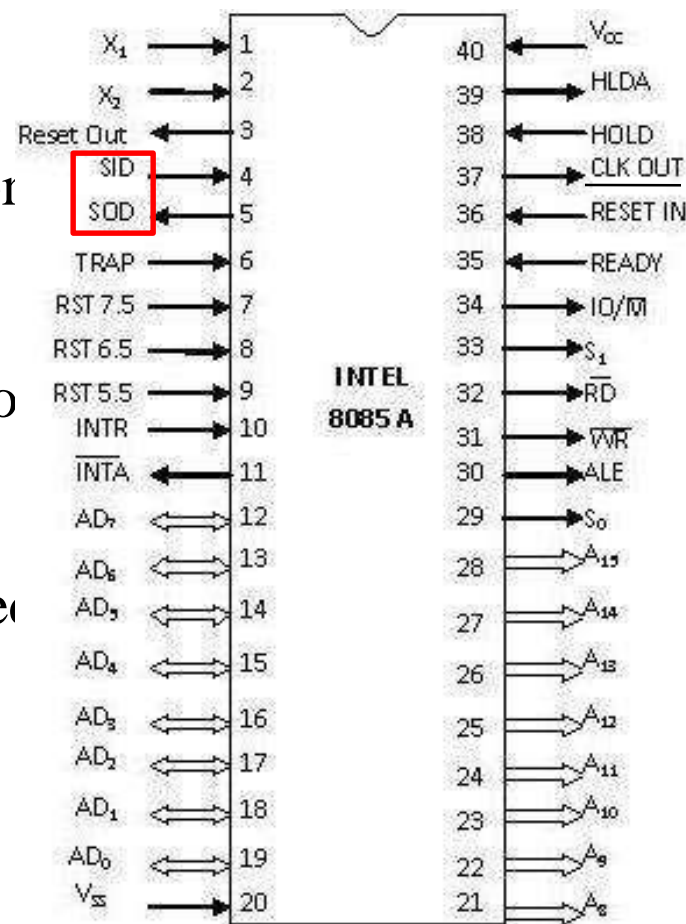 X₁ 1 40 Vcc
X₂ 2 39 HLDA
Reset Out 3 38 HOLD
SID 4 37 CLK OUT
SOD 5 36 RESET IN
TRAP 6 35 READY
RST 7.5 7 34 IO/M̅
RST 6.5 8 33 S₁
RST 5.5 9 32 R̅D̅
INTR 10 31 W̅R̅
I̅N̅T̅A̅ 11 30 ALE
AD₇ 12 29 S₀
AD₆ 13 28 A₁₅
AD₅ 14 27 A₁₄
AD₄ 15 26 A₁₃
AD₃ 16 25 A₁₂
AD₂ 17 24 A₁₁
AD₁ 18 23 A₁₀
AD₀ 19 22 A₉
Vss 20 21 A₈
INTEL
8085 A